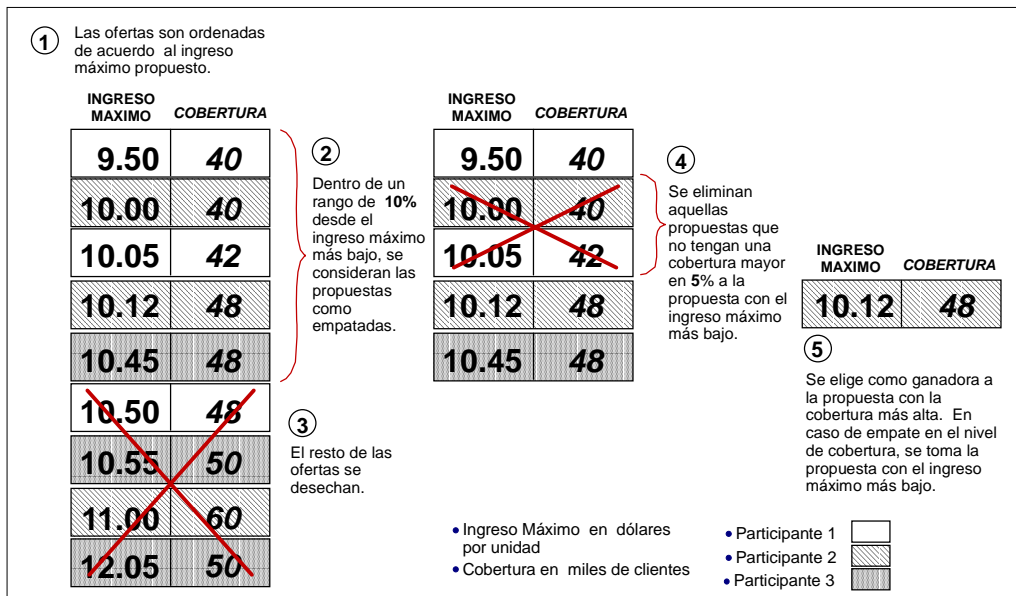 1
Las ofertas son ordenadas
de acuerdo al ingreso
máximo propuesto.
INGRESO
MAXIMO COBERTURA
9.50 40
10.00 40
10.05 42
10.12 48
10.45 48
10.50 48
10.55 50
11.00 60
12.05 50
2
Dentro de un
rango de 10%
desde el
ingreso máximo
más bajo, se
consideran las
propuestas
como
empatadas.
3
El resto de las
ofertas se
desechan.
INGRESO
MAXIMO COBERTURA
9.50 40
10.00 40
10.05 42
10.12 48
10.45 48
4
Se eliminan
aquellas
propuestas que
no tengan una
cobertura mayor
en 5% a la
propuesta con el
ingreso máximo
más bajo.
INGRESO
MAXIMO COBERTURA
10.12 48
5
Se elige como ganadora a
la propuesta con la
cobertura más alta. En
caso de empate en el nivel
de cobertura, se toma la
propuesta con el ingreso
máximo más bajo.
• Ingreso Máximo en dólares
por unidad
• Cobertura en miles de clientes
• Participante 1
• Participante 2
• Participante 3